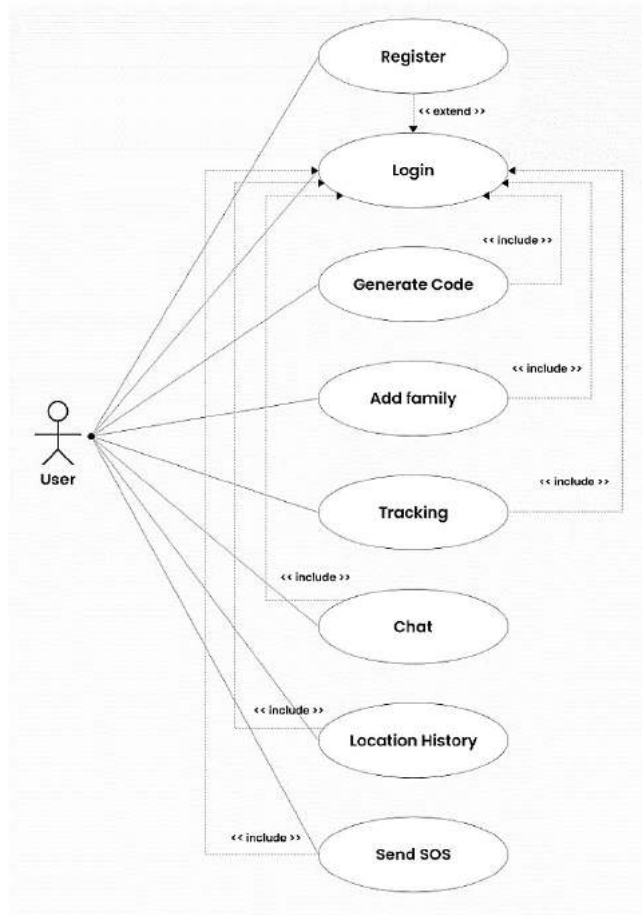 Register
<< extend >>
Login
<< include >>
Generate Code
<< include >>
Add family
User
<< include >>
Tracking
<< include >>
Chat
<< include >>
Location History
<< include >>
Send SOS